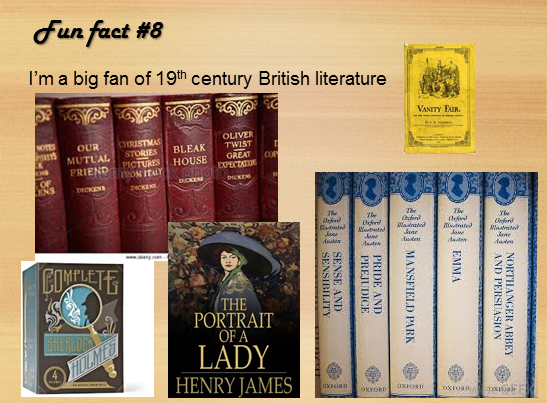 Fun fact #8
I'm a big fan of 19th century British literature
VANITY FAIR
OUR
MUTUAL
FRIEND
DICKENS
CHRISTMAS
STORIES
PICTURES
FROM ITALY
DICKENS
BLEAK
HOUSE
DICKENS
OLIVER
TWIST
GREAT
EXPECTATIONS
DICKENS
www.alamy.com
The
Oxford
Illustrated
Jane
Austen
SENSE AND
SENSIBILITY
OXFORD
The
Oxford
Illustrated
Jane
Austen
PRIDE AND
PREJUDICE
OXFORD
The
Oxford
Illustrated
Jane
Austen
MANSFIELD PARK
OXFORD
The
Oxford
Illustrated
Jane
Austen
EMMA
OXFORD
The
Oxford
Illustrated
Jane
Austen
NORTHANGER ABBEY
AND PERSUASION
OXFORD
COMPLETE
SHERLOCK
HOLMES
4
THE
PORTRAIT
OF A
LADY
HENRY JAMES